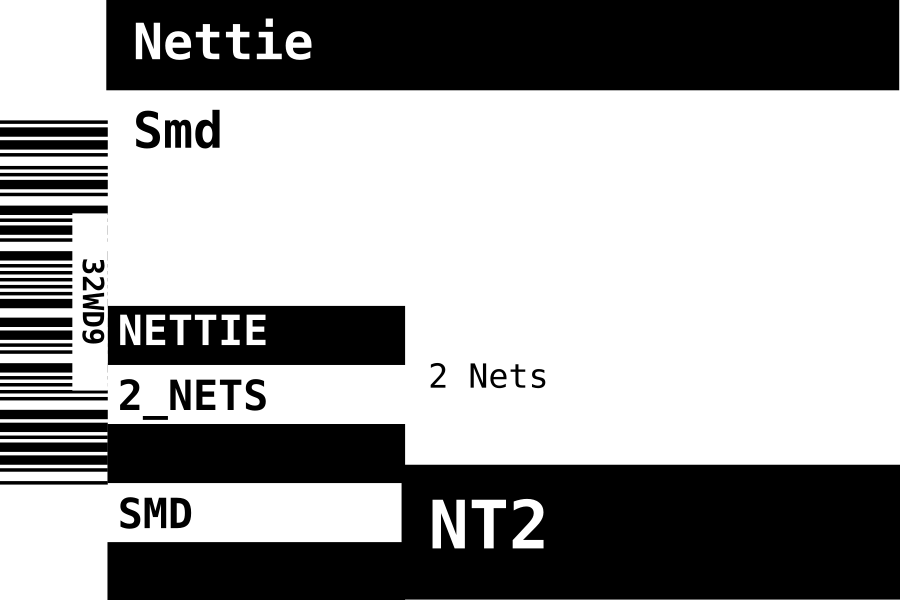 Nettie
Smd
32WD9
NETTIE
2_NETS
2 Nets
SMD
NT2